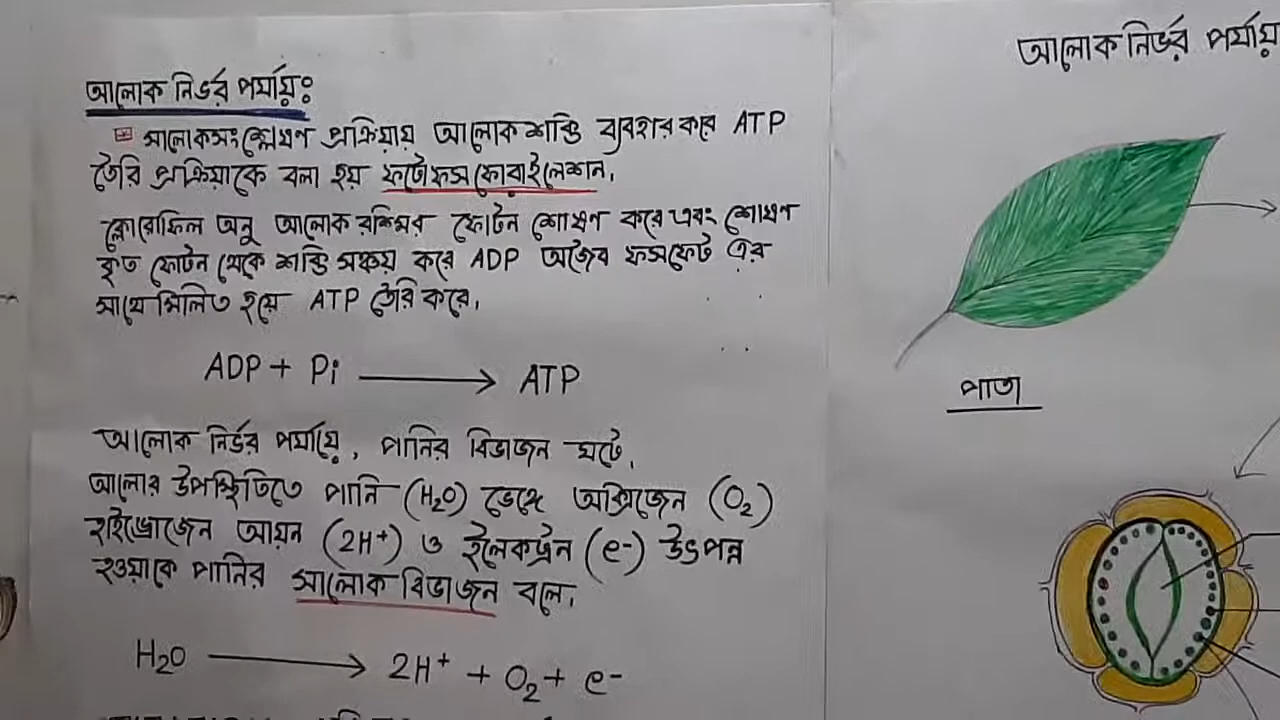 আলোক নির্ভর পর্যায়ঃ
সালোকসংশ্লেষণ প্রক্রিয়ায় আলোক শক্তি ব্যবহার করে ATP
তৈরি প্রক্রিয়াকে বলা হয় ফটোফসফোরাইলেশান।
ক্লোরোফিল অনু আলোক রশ্মির ফোটন শোষণ করে এবং শোষণ
কৃত ফোটন থেকে শক্তি সঞ্চয় করে ADP অজৈব ফসফেট এর
সাথে মিলিত হয়ে ATP তৈরি করে।
ADP + Pi ⟶ ATP
আলোক নির্ভর পর্যায়ে, পানির বিভাজন ঘটে,
আলোর উপস্থিতিতে পানি (H₂O) ভেঙ্গে অক্সিজেন (O₂)
হাইড্রোজেন আয়ন (2H⁺) ও ইলেকট্রন (e-) উৎপন্ন
হওয়াকে পানির সালোক বিভাজন বলে।
H₂O ⟶ 2H⁺ + O₂ + e-
আলোক নির্ভর পর্যায়
পাতা